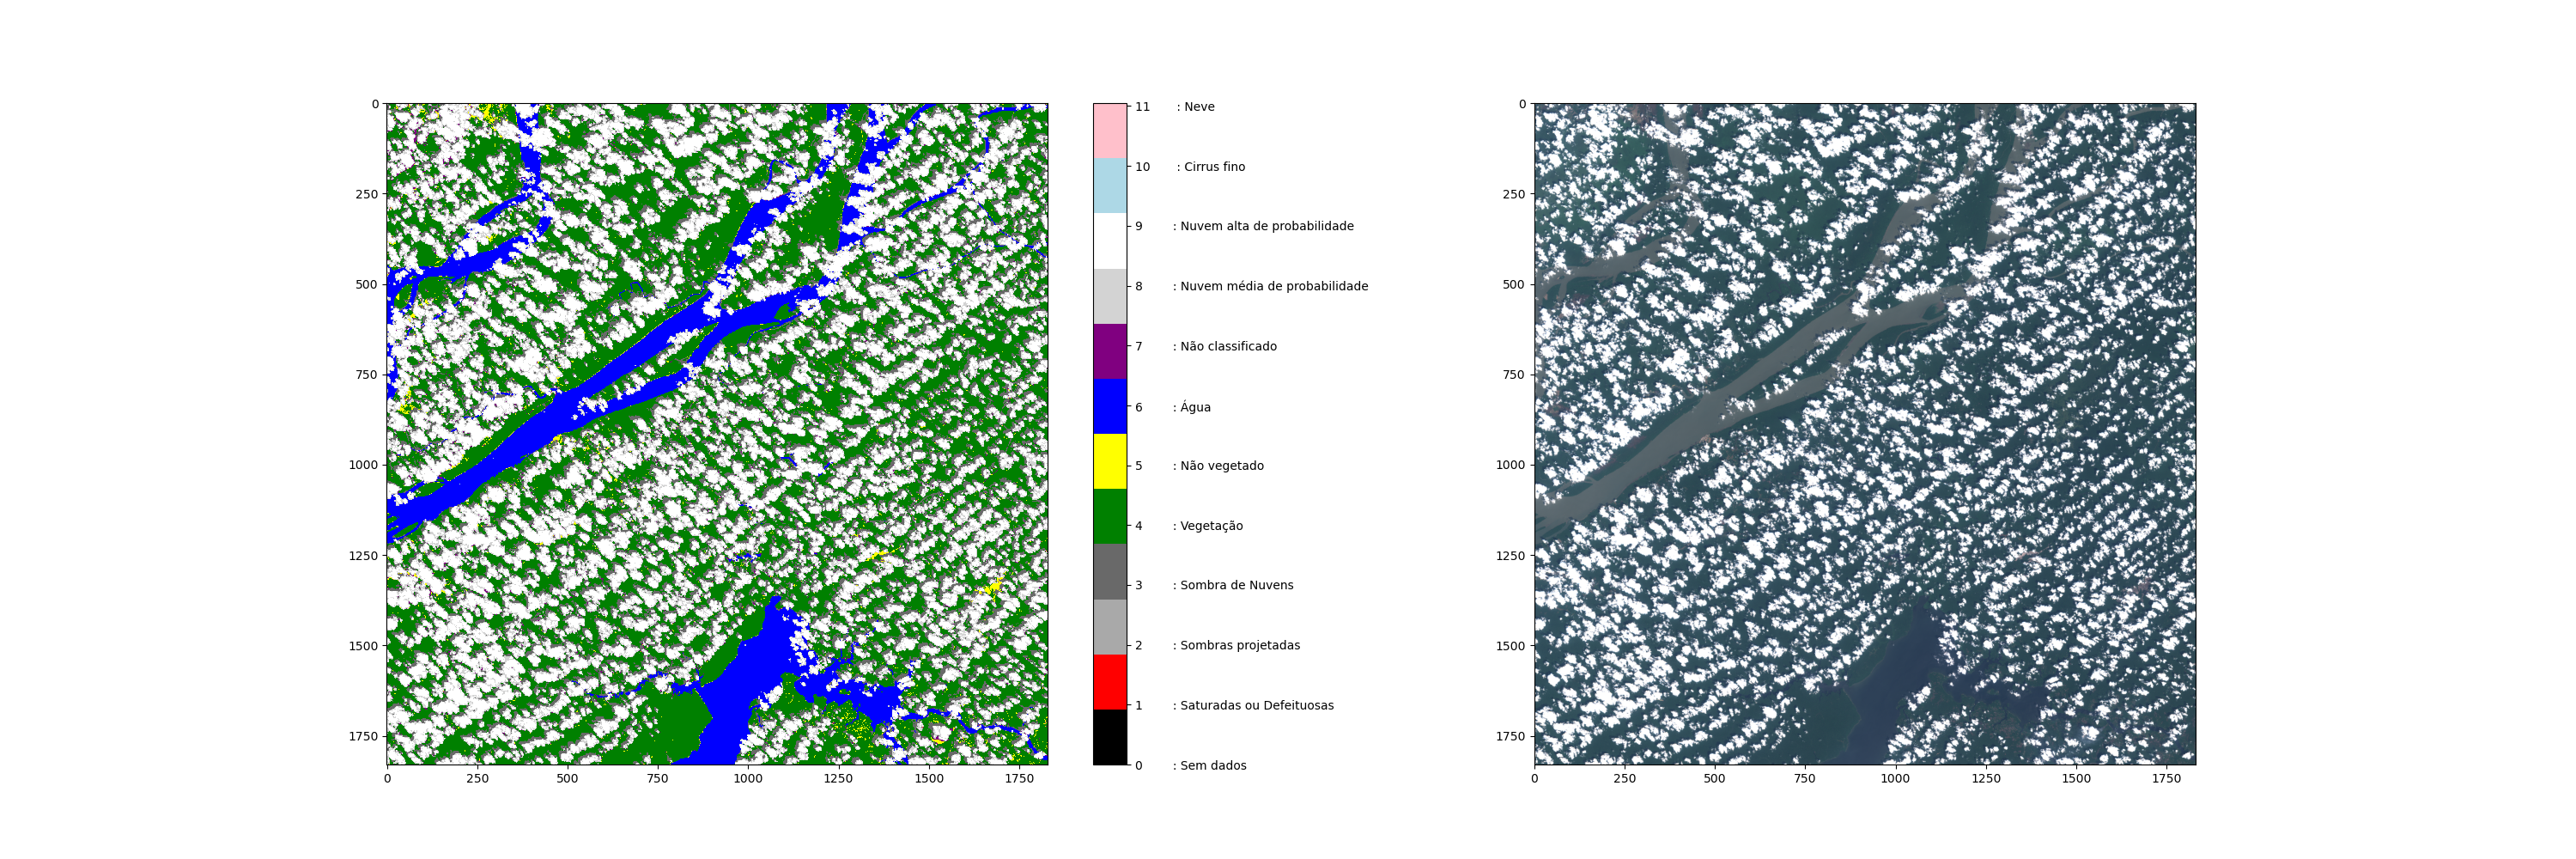 0
250
500
750
1000
1250
1500
1750
0 250 500 750 1000 1250 1500 1750
11 : Neve
10 : Cirrus fino
9 : Nuvem alta de probabilidade
8 : Nuvem média de probabilidade
7 : Não classificado
6 : Água
5 : Não vegetado
4 : Vegetação
3 : Sombra de Nuvens
2 : Sombras projetadas
1 : Saturadas ou Defeituosas
0 : Sem dados
0
250
500
750
1000
1250
1500
1750
0 250 500 750 1000 1250 1500 1750